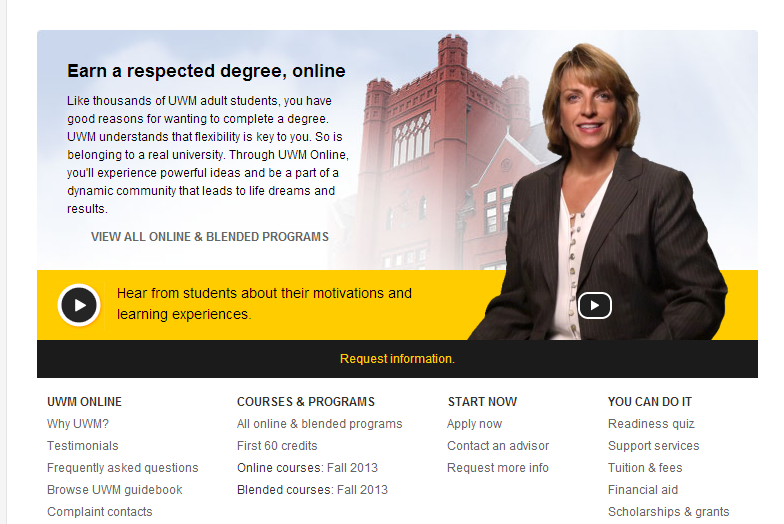 Earn a respected degree, online
Like thousands of UWM adult students, you have
good reasons for wanting to complete a degree.
UWM understands that flexibility is key to you. So is
belonging to a real university. Through UWM Online,
you'll experience powerful ideas and be a part of a
dynamic community that leads to life dreams and
results.
VIEW ALL ONLINE & BLENDED PROGRAMS
Hear from students about their motivations and
learning experiences.
Request information.
UWM ONLINE
Why UWM?
Testimonials
Frequently asked questions
Browse UWM guidebook
Complaint contacts
COURSES & PROGRAMS
All online & blended programs
First 60 credits
Online courses: Fall 2013
Blended courses: Fall 2013
START NOW
Apply now
Contact an advisor
Request more info
YOU CAN DO IT
Readiness quiz
Support services
Tuition & fees
Financial aid
Scholarships & grants